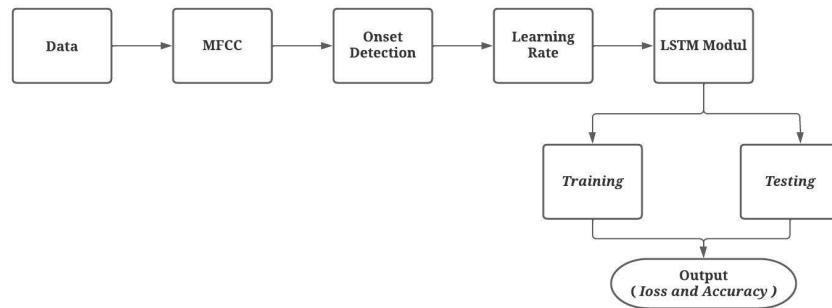 Data
MFCC
Onset
Detection
Learning
Rate
LSTM Modul
Training
Testing
Output
( loss and Accuracy )